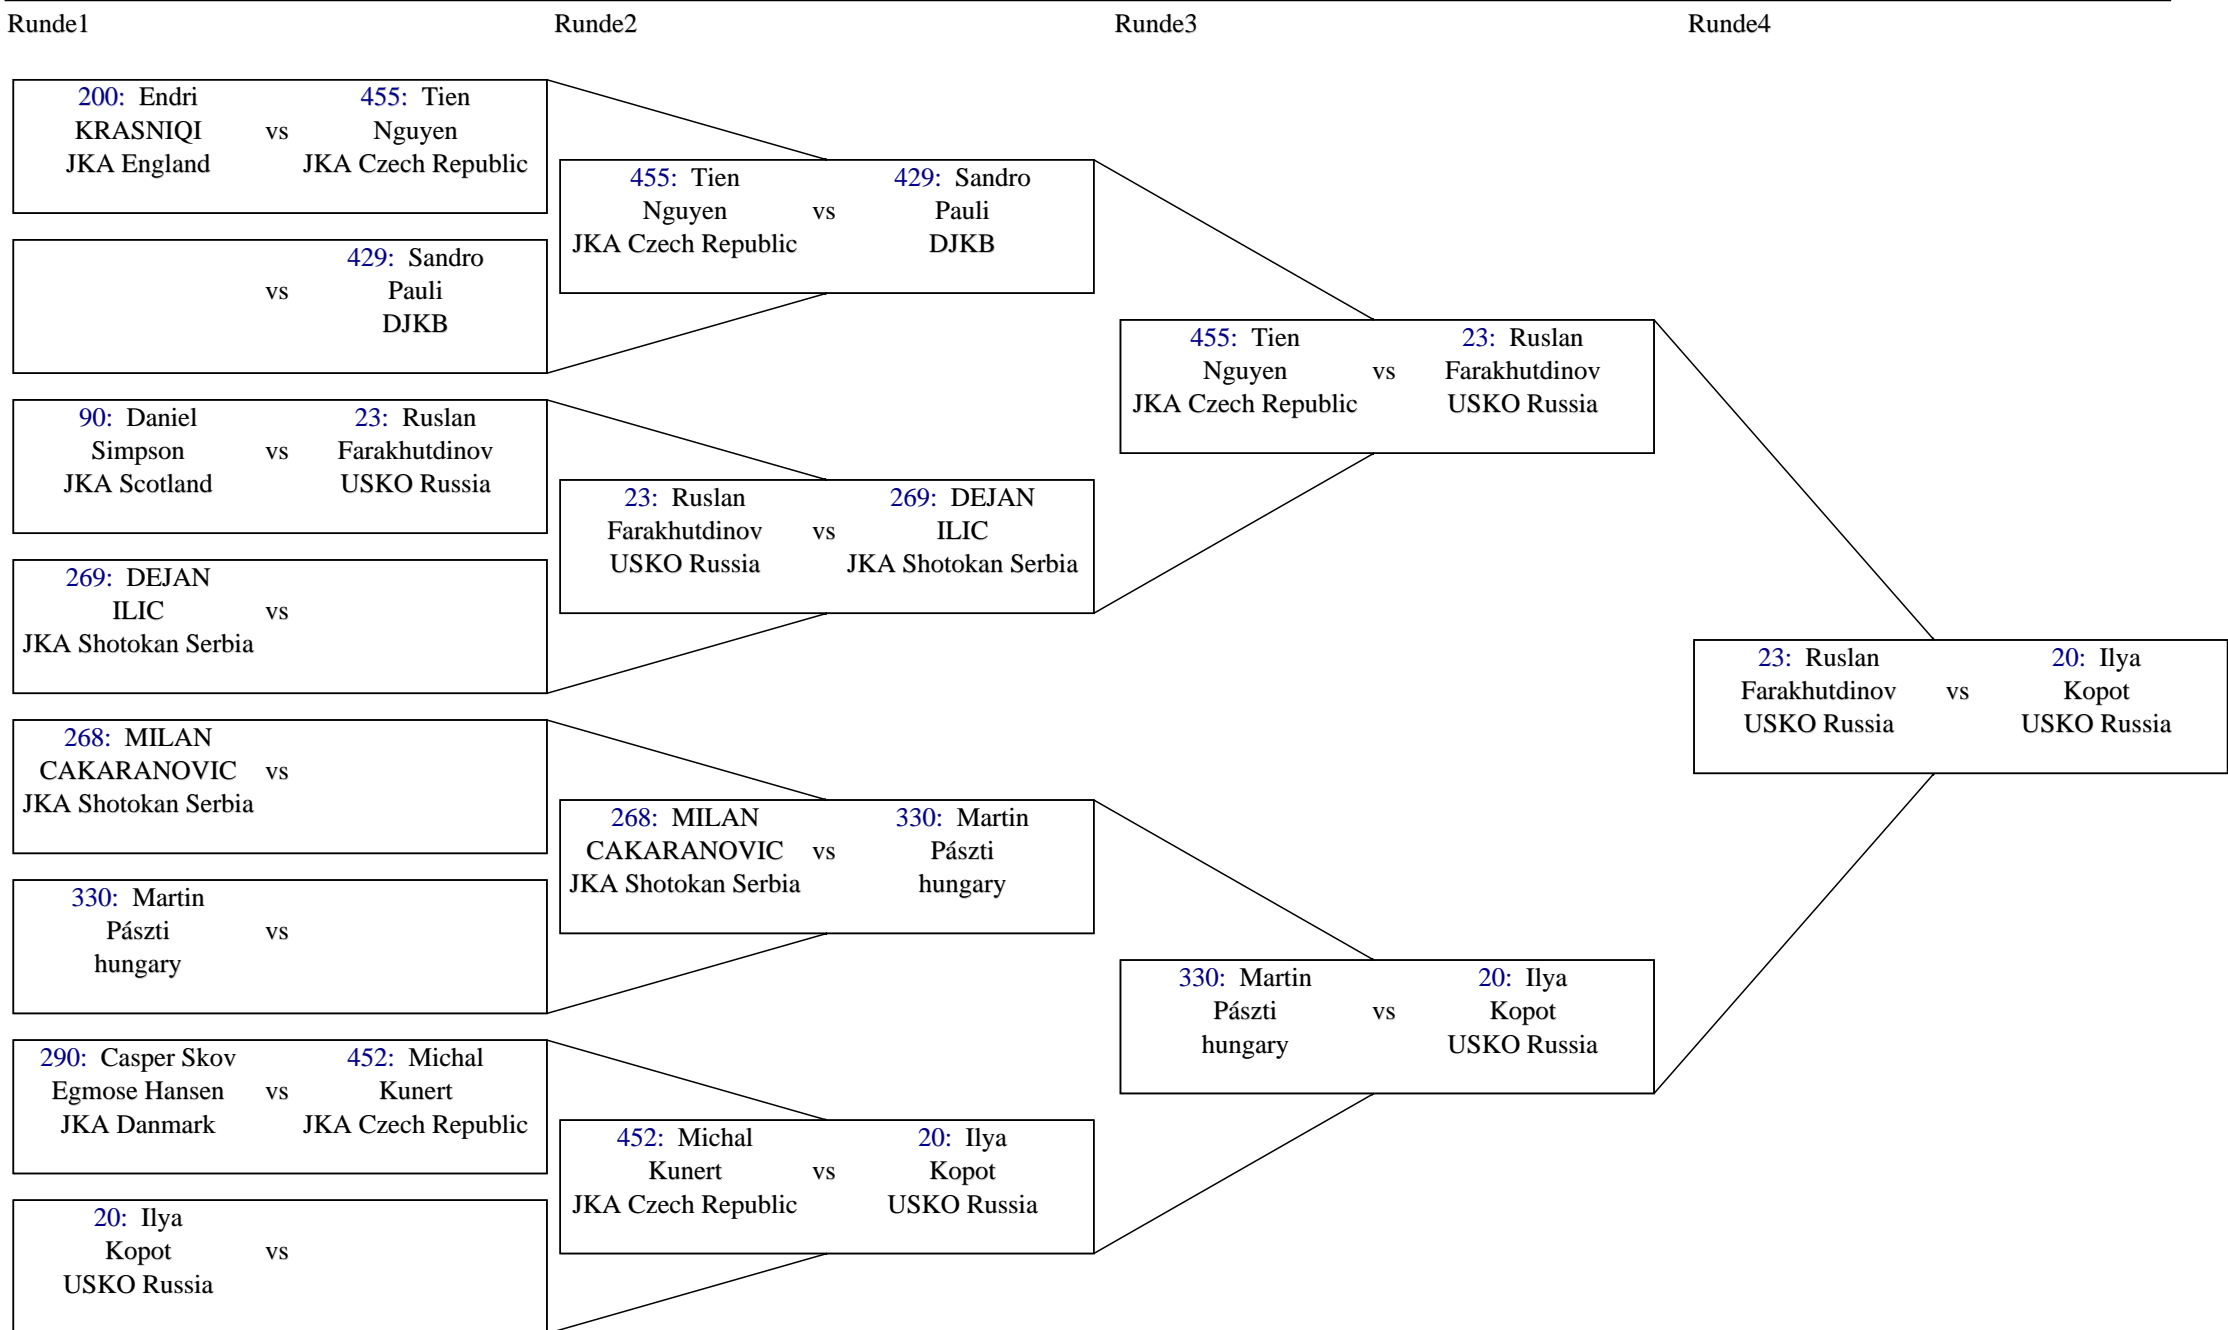 Runde1 Runde2 Runde3 Runde4
200: Endri 455: Tien
KRASNIQI vs Nguyen
JKA England JKA Czech Republic
vs 429: Sandro
Pauli
DJKB
90: Daniel 23: Ruslan
Simpson vs Farakhutdinov
JKA Scotland USKO Russia
269: DEJAN
ILIC vs
JKA Shotokan Serbia
268: MILAN
CAKARANOVIC vs
JKA Shotokan Serbia
330: Martin
Pászti vs
hungary
290: Casper Skov 452: Michal
Egmose Hansen vs Kunert
JKA Danmark JKA Czech Republic
20: Ilya
Kopot vs
USKO Russia
455: Tien 429: Sandro
Nguyen vs Pauli
JKA Czech Republic DJKB
23: Ruslan 269: DEJAN
Farakhutdinov vs ILIC
USKO Russia JKA Shotokan Serbia
268: MILAN 330: Martin
CAKARANOVIC vs Pászti
JKA Shotokan Serbia hungary
452: Michal 20: Ilya
Kunert vs Kopot
JKA Czech Republic USKO Russia
455: Tien 23: Ruslan
Nguyen vs Farakhutdinov
JKA Czech Republic USKO Russia
330: Martin 20: Ilya
Pászti vs Kopot
hungary USKO Russia
23: Ruslan 20: Ilya
Farakhutdinov vs Kopot
USKO Russia USKO Russia